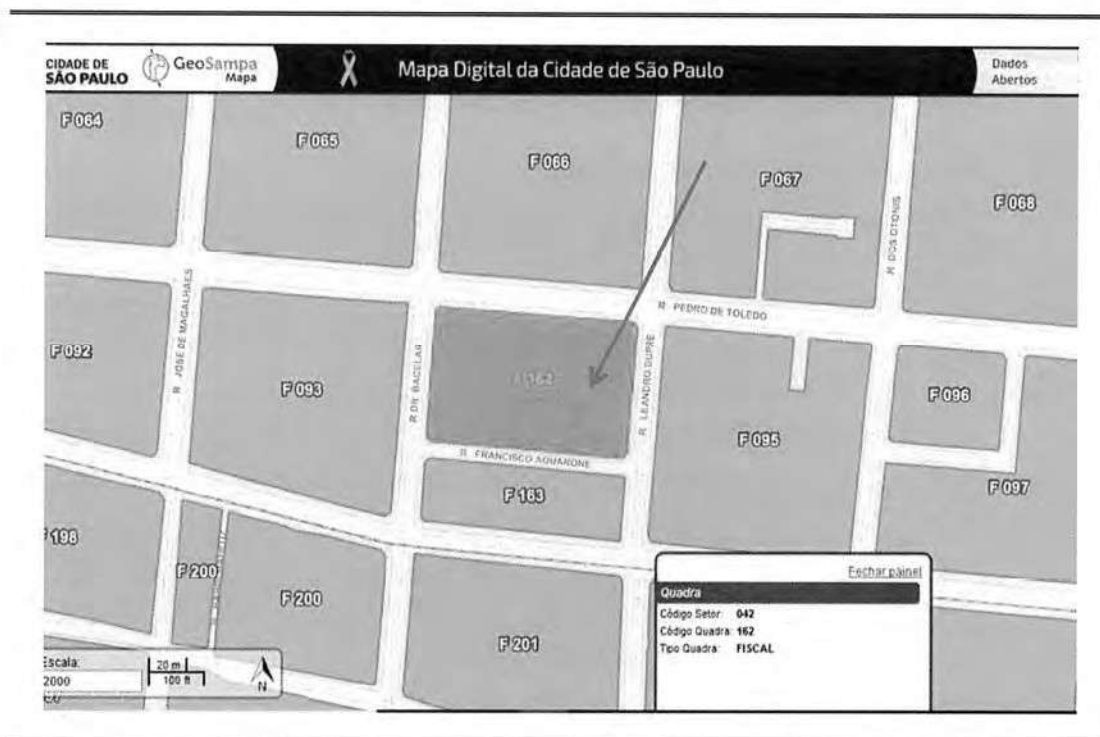 CIDADE DE
SÃO PAULO
GeoSampa
Mapa
Mapa Digital da Cidade de São Paulo
Dados
Abertos
F 064
F 065
F 066
F 067
F 068
R DOS OTONIS
R PEDRO DE TOLEDO
R JOSE DE MAGALHAES
F 092
F 093
R DR BACELAR
162
R LEANDRO DUPRE
F 096
F 095
R FRANCISCO AQUARONE
F 163
F 097
198
F 200
F 200
F 201
Fechar painel
Quadra
Código Setor: 042
Código Quadra: 162
Tipo Quadra: FISCAL
Escala:
2000
20 m
100 ft
N